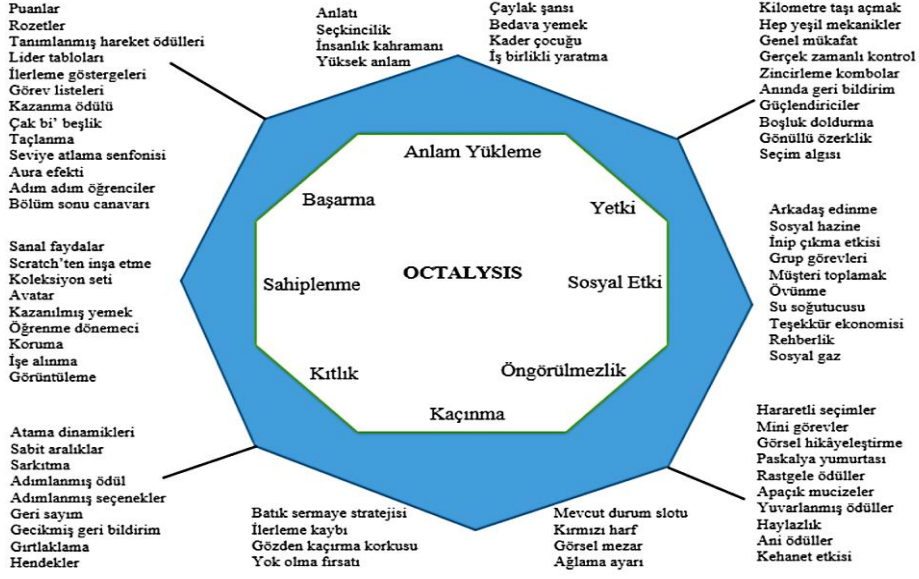 Puanlar
Rozetler
Tanımlanmış hareket ödülleri
Lider tabloları
İlerleme göstergeleri
Görev listeleri
Kazanma ödülü
Çak bi’ beşlik
Taçlanma
Seviye atlama senfonisi
Aura efekti
Adım adım öğrenciler
Bölüm sonu canavarı
Anlatı
Seçkincilik
İnsanlık kahramanı
Yüksek anlam
Çaylak şansı
Bedava yemek
Kader çocuğu
İş birlikli yaratma
Kilometre taşı açmak
Hep yeşil mekanikler
Genel mükafat
Gerçek zamanlı kontrol
Zincirleme kombolar
Anında geri bildirim
Güçlendiriciler
Boşluk doldurma
Gönüllü özerklik
Seçim algısı
Anlam Yükleme
Başarma
Yetki
Sahiplenme
OCTALYSIS
Sosyal Etki
Kıtlık
Öngörülmezlik
Kaçınma
Sanal faydalar
Scratch’ten inşa etme
Koleksiyon seti
Avatar
Kazanılmış yemek
Öğrenme dönemeci
Koruma
İşe alınma
Görüntüleme
Arkadaş edinme
Sosyal hazine
İnip çıkma etkisi
Grup görevleri
Müşteri toplamak
Övünme
Su soğutucusu
Teşekkür ekonomisi
Rehberlik
Sosyal gaz
Atama dinamikleri
Sabit aralıklar
Sarkıtma
Adımlanmış ödül
Adımlanmış seçenekler
Geri sayım
Gecikmiş geri bildirim
Gırtlaklama
Hendekler
Batık sermaye stratejisi
İlerleme kaybı
Gözden kaçırma korkusu
Yok olma fırsatı
Mevcut durum slotu
Kırmızı harf
Görsel mezar
Ağlama ayarı
Hararetli seçimler
Mini görevler
Görsel hikâyeleştirme
Paskalya yumurtası
Rastgele ödüller
Apaçık mucizeler
Yuvarlanmış ödüller
Haylazlık
Ani ödüller
Kehanet etkisi